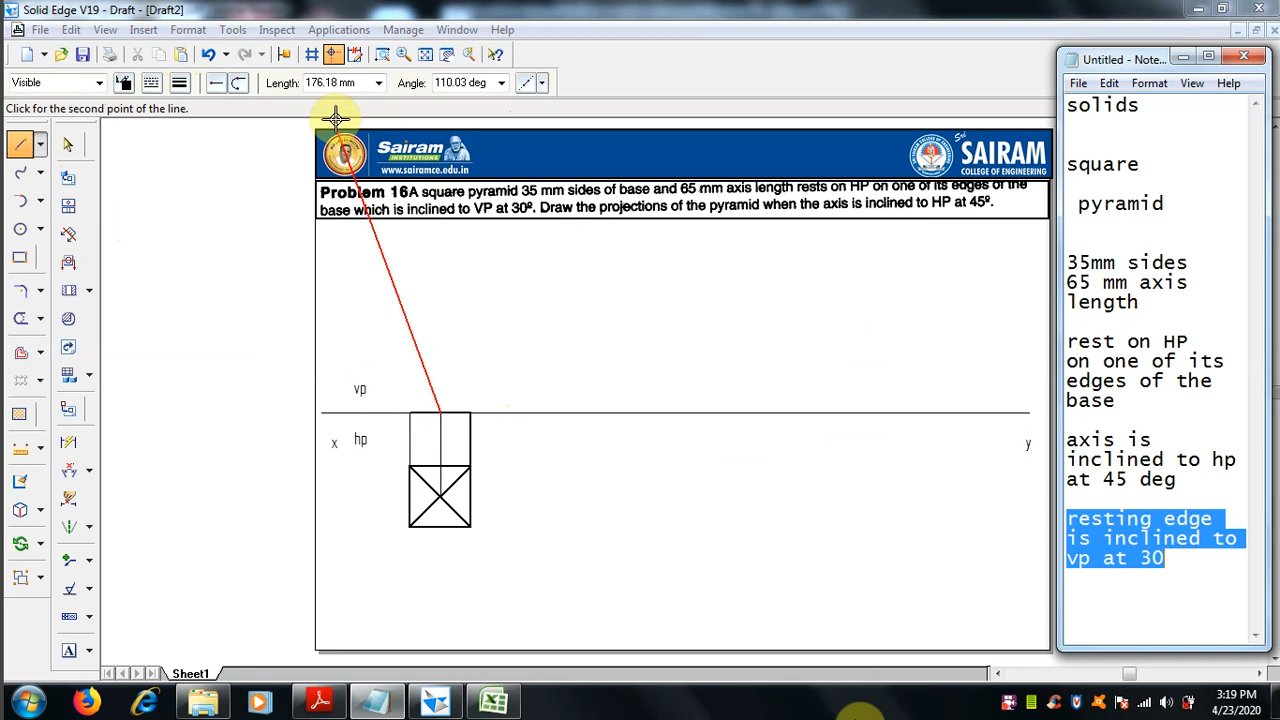 Solid Edge V19 - Draft - [Draft2]
File Edit View Insert Format Tools Inspect Applications Manage Window Help
Visible Length: 176.18 mm Angle: 110.03 deg
Click for the second point of the line.
Sairam
INSTITUTIONS
www.sairamce.edu.in
Sri
SAIRAM
COLLEGE OF ENGINEERING
Problem 16 A square pyramid 35 mm sides of base and 65 mm axis length rests on HP on one of its edges of the
base which is inclined to VP at 30º. Draw the projections of the pyramid when the axis is inclined to HP at 45º.
vp
x hp y
A
Sheet1
Untitled - Note...
File Edit Format View Help
solids
square
pyramid
35mm sides
65 mm axis
length
rest on HP
on one of its
edges of the
base
axis is
inclined to hp
at 45 deg
resting edge
is inclined to
vp at 30
3:19 PM
4/23/2020